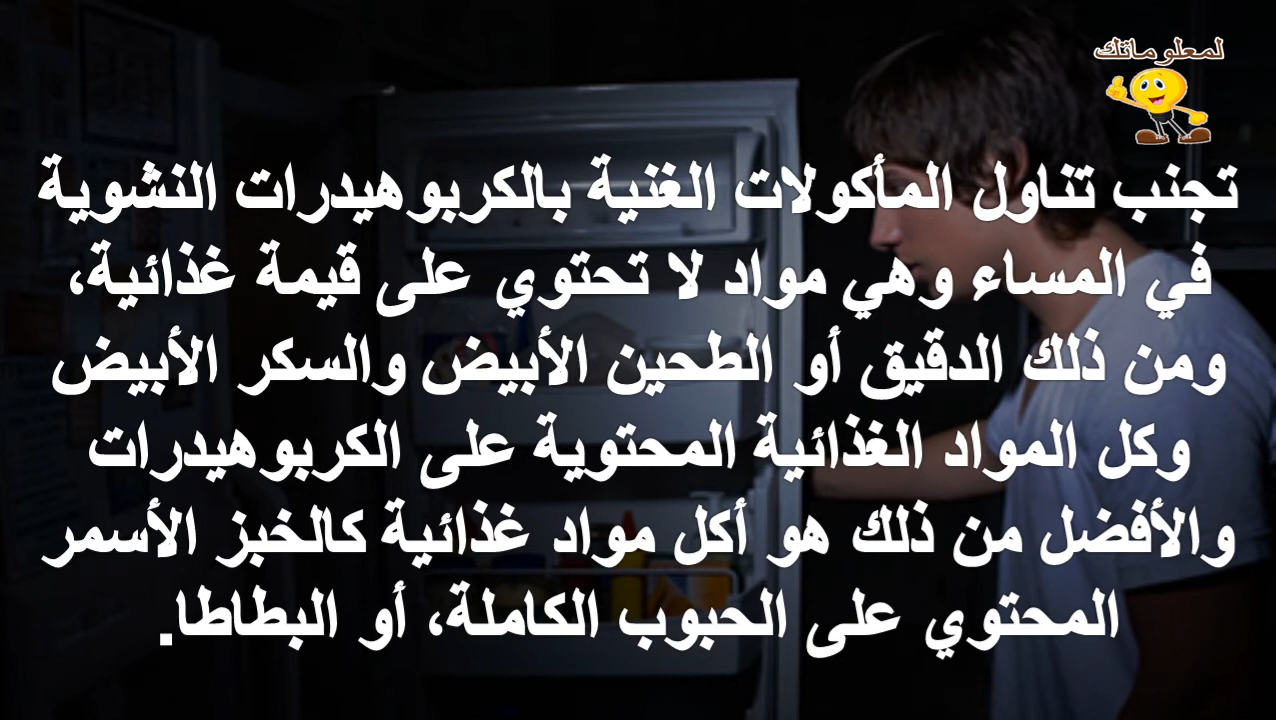 لمعلوماتك
تجنب تناول المأكولات الغنية بالكربوهيدرات النشوية
في المساء وهي مواد لا تحتوي على قيمة غذائية،
ومن ذلك الدقيق أو الطحين الأبيض والسكر الأبيض
وكل المواد الغذائية المحتوية على الكربوهيدرات
والأفضل من ذلك هو أكل مواد غذائية كالخبز الأسمر
المحتوي على الحبوب الكاملة، أو البطاطا.